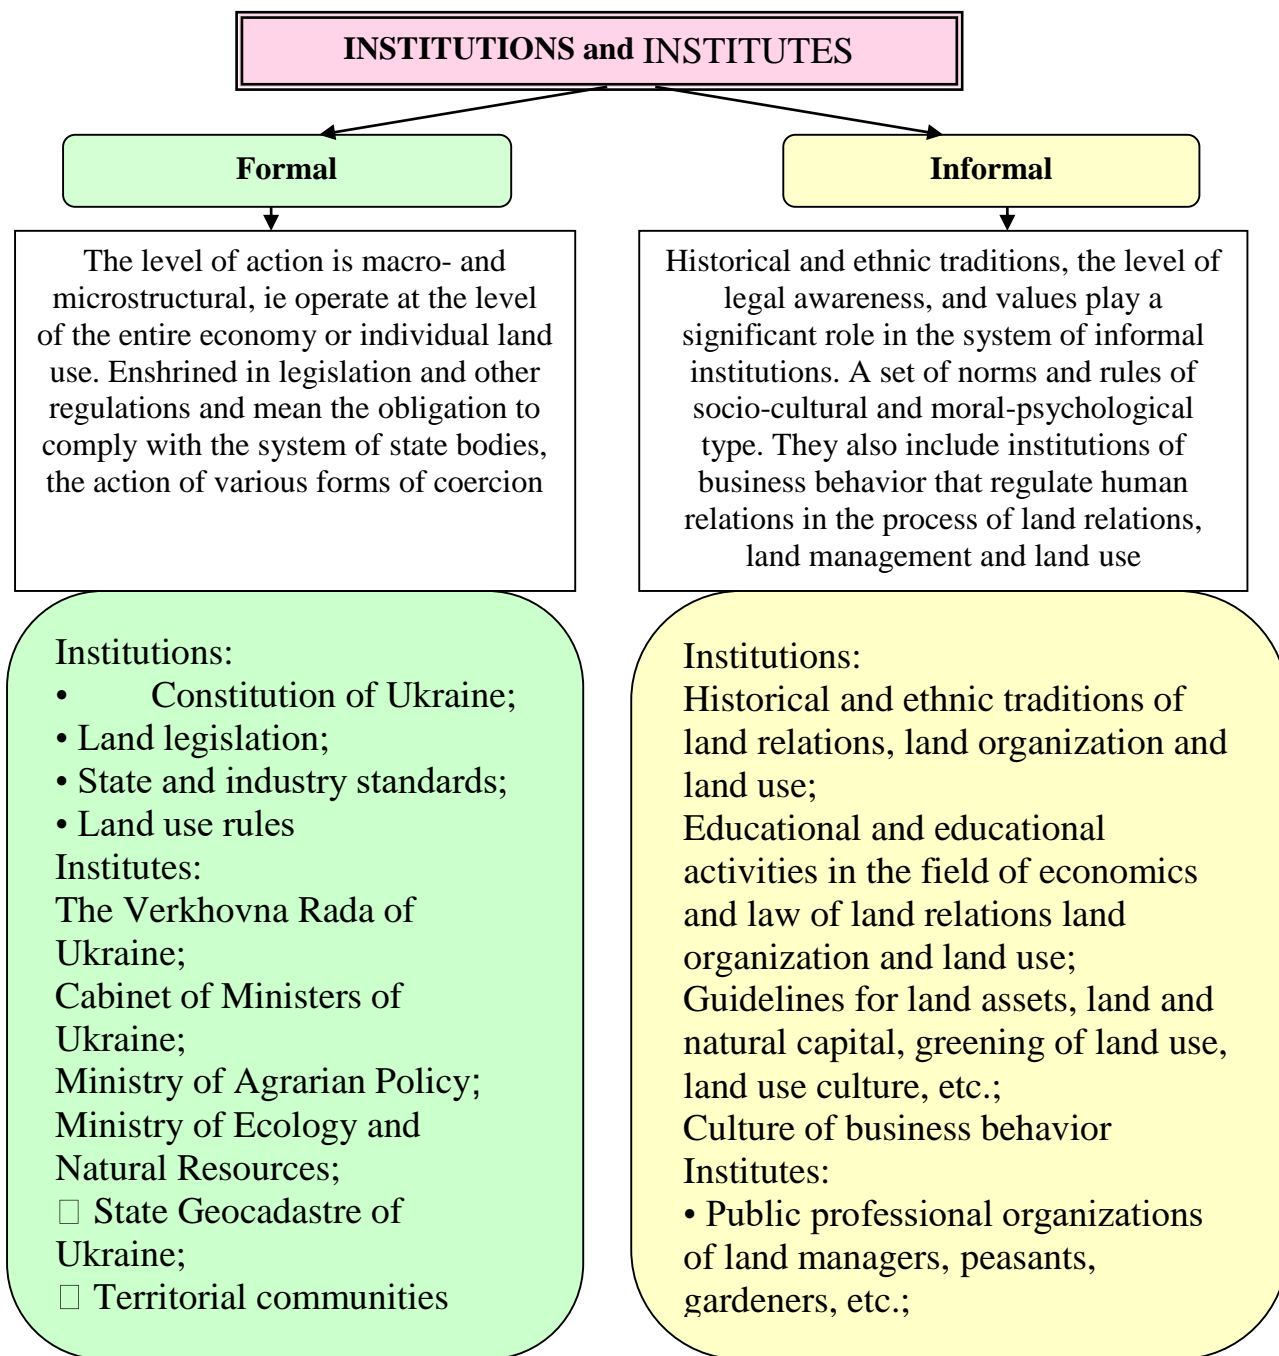 INSTITUTIONS and INSTITUTES
Formal
Informal
The level of action is macro- and
microstructural, ie operate at the level
of the entire economy or individual land
use. Enshrined in legislation and other
regulations and mean the obligation to
comply with the system of state bodies,
the action of various forms of coercion
Historical and ethnic traditions, the level of
legal awareness, and values play a
significant role in the system of informal
institutions. A set of norms and rules of
socio-cultural and moral-psychological
type. They also include institutions of
business behavior that regulate human
relations in the process of land relations,
land management and land use
Institutions:
• Constitution of Ukraine;
• Land legislation;
• State and industry standards;
• Land use rules
Institutes:
The Verkhovna Rada of
Ukraine;
Cabinet of Ministers of
Ukraine;
Ministry of Agrarian Policy;
Ministry of Ecology and
Natural Resources;
□ State Geocadastre of
Ukraine;
□ Territorial communities
Institutions:
Historical and ethnic traditions of
land relations, land organization and
land use;
Educational and educational
activities in the field of economics
and law of land relations land
organization and land use;
Guidelines for land assets, land and
natural capital, greening of land use,
land use culture, etc.;
Culture of business behavior
Institutes:
• Public professional organizations
of land managers, peasants,
gardeners, etc.;